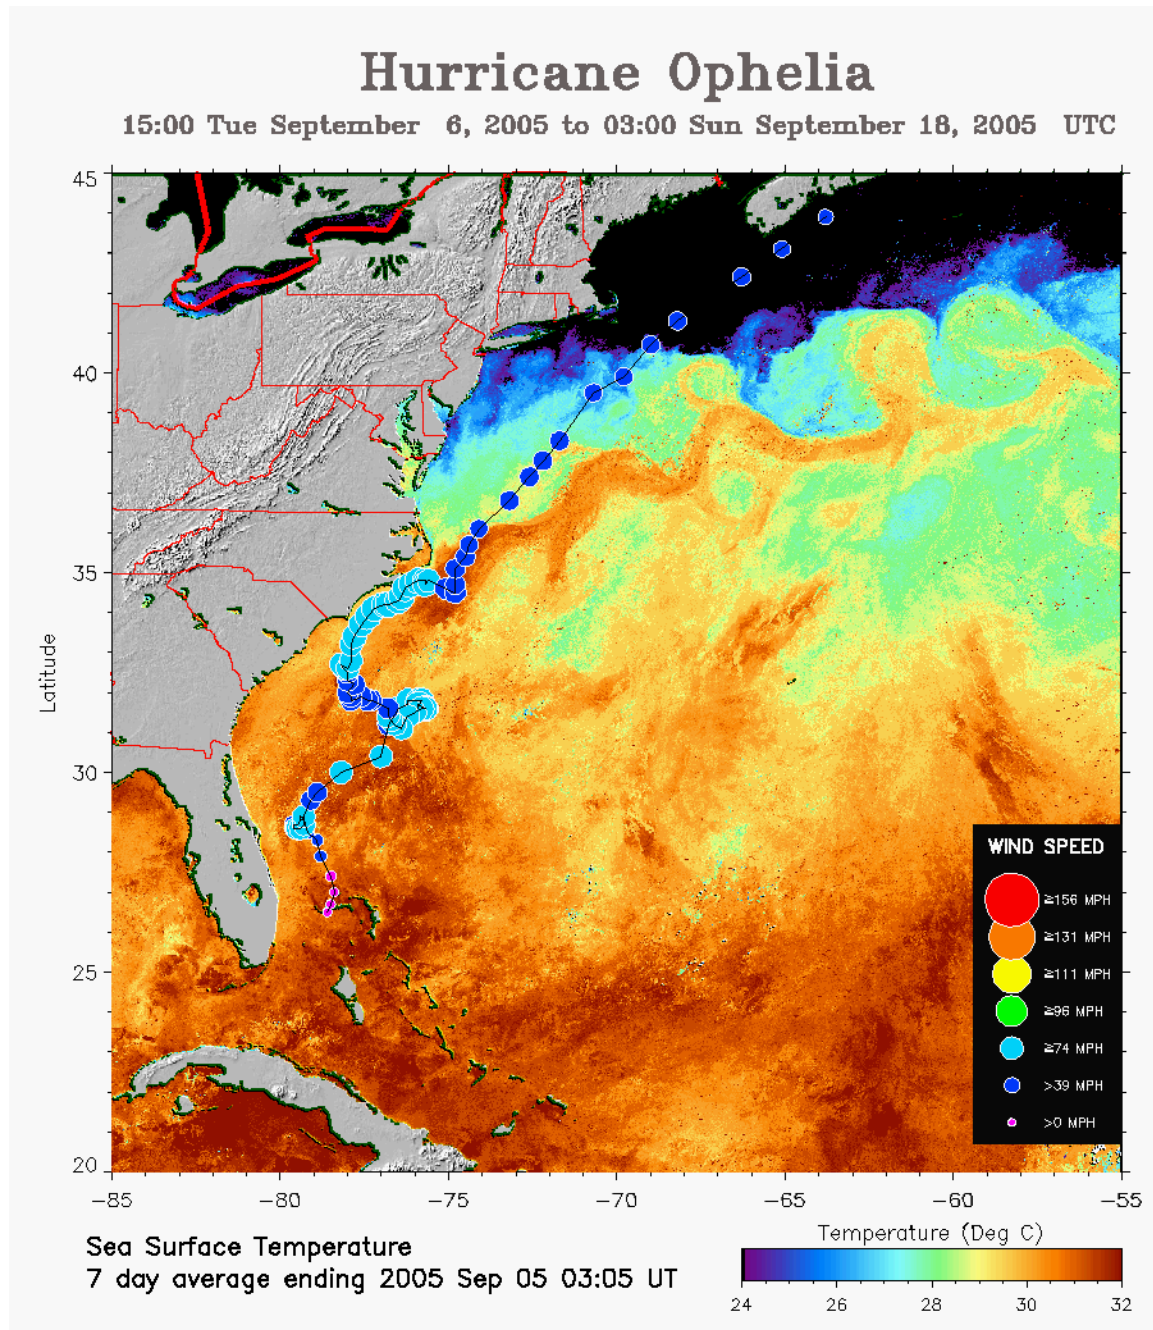 Hurricane Ophelia
15:00 Tue September 6, 2005 to 03:00 Sun September 18, 2005 UTC
45
40
35
30
25
20
Latitude
WIND SPEED
≥156 MPH
≥131 MPH
≥111 MPH
≥96 MPH
≥74 MPH
>39 MPH
>0 MPH
−85 −80 −75 −70 −65 −60 −55
Temperature (Deg C)
24 26 28 30 32
Sea Surface Temperature
7 day average ending 2005 Sep 05 03:05 UT